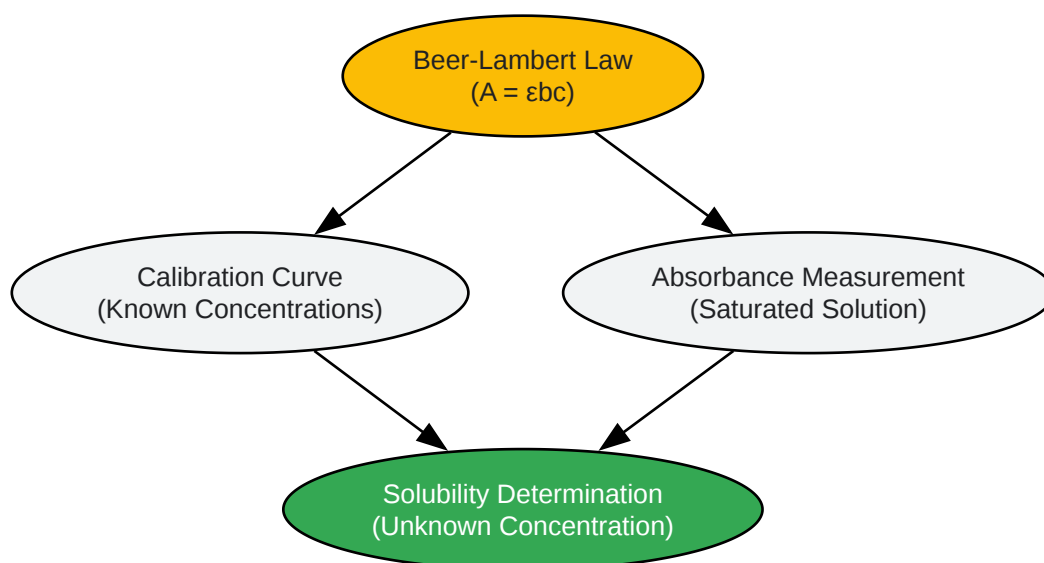 Beer-Lambert Law
(A = εbc)
Calibration Curve
(Known Concentrations)
Absorbance Measurement
(Saturated Solution)
Solubility Determination
(Unknown Concentration)